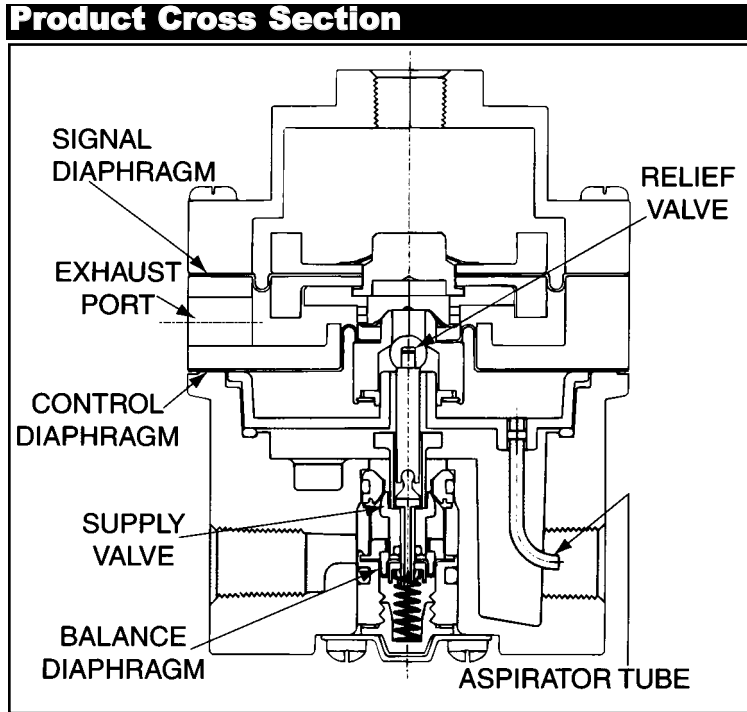 Product Cross Section
SIGNAL
DIAPHRAGM
RELIEF
VALVE
EXHAUST
PORT
CONTROL
DIAPHRAGM
SUPPLY
VALVE
BALANCE
DIAPHRAGM
ASPIRATOR TUBE